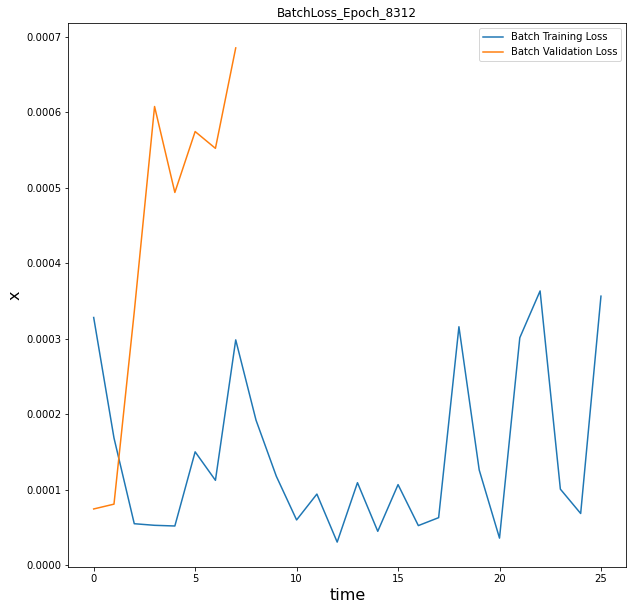 BatchLoss_Epoch_8312
Batch Training Loss
Batch Validation Loss
0.0007
0.0006
0.0005
0.0004
0.0003
0.0002
0.0001
0.0000
x
0 5 10 15 20 25
time